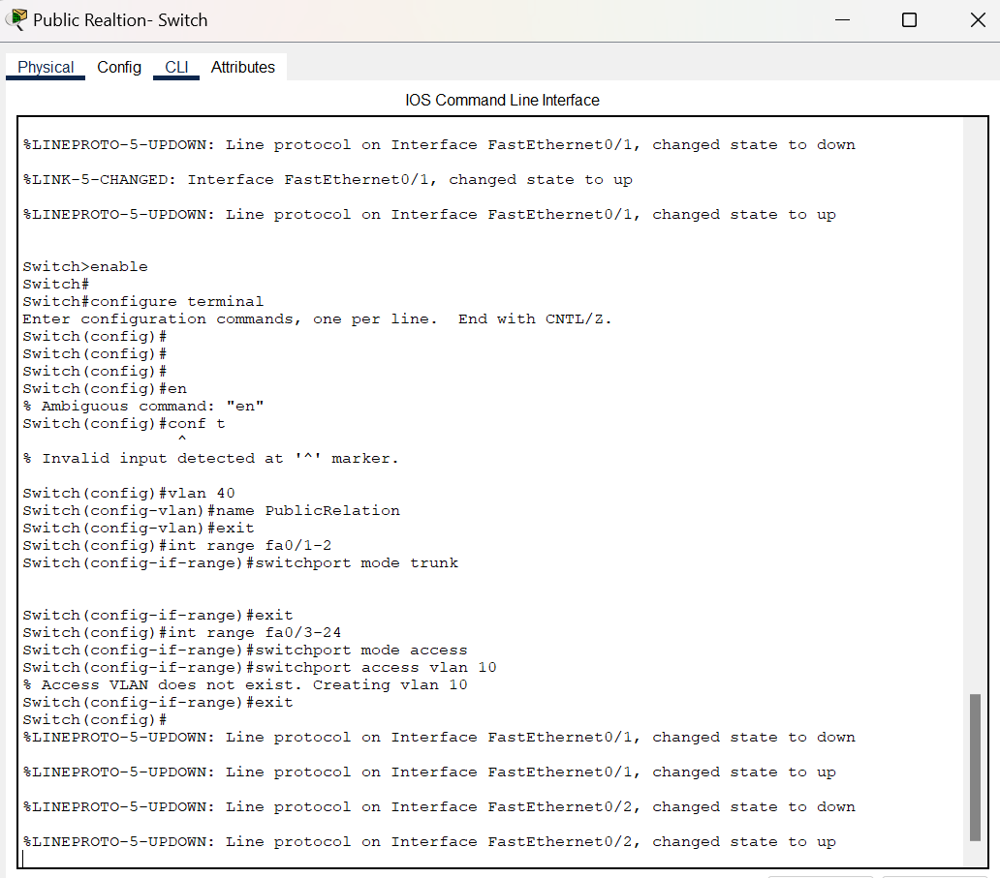 Public Realtion- Switch
Physical Config CLI Attributes
IOS Command Line Interface
%LINEPROTO-5-UPDOWN: Line protocol on Interface FastEthernet0/1, changed state to down
%LINK-5-CHANGED: Interface FastEthernet0/1, changed state to up
%LINEPROTO-5-UPDOWN: Line protocol on Interface FastEthernet0/1, changed state to up
Switch>enable
Switch#
Switch#configure terminal
Enter configuration commands, one per line.  End with CNTL/Z.
Switch(config)#
Switch(config)#
Switch(config)#
Switch(config)#en
% Ambiguous command: "en"
Switch(config)#conf t
^
% Invalid input detected at '^' marker.
Switch(config)#vlan 40
Switch(config-vlan)#name PublicRelation
Switch(config-vlan)#exit
Switch(config)#int range fa0/1-2
Switch(config-if-range)#switchport mode trunk
Switch(config-if-range)#exit
Switch(config)#int range fa0/3-24
Switch(config-if-range)#switchport mode access
Switch(config-if-range)#switchport access vlan 10
% Access VLAN does not exist. Creating vlan 10
Switch(config-if-range)#exit
Switch(config)#
%LINEPROTO-5-UPDOWN: Line protocol on Interface FastEthernet0/1, changed state to down
%LINEPROTO-5-UPDOWN: Line protocol on Interface FastEthernet0/1, changed state to up
%LINEPROTO-5-UPDOWN: Line protocol on Interface FastEthernet0/2, changed state to down
%LINEPROTO-5-UPDOWN: Line protocol on Interface FastEthernet0/2, changed state to up